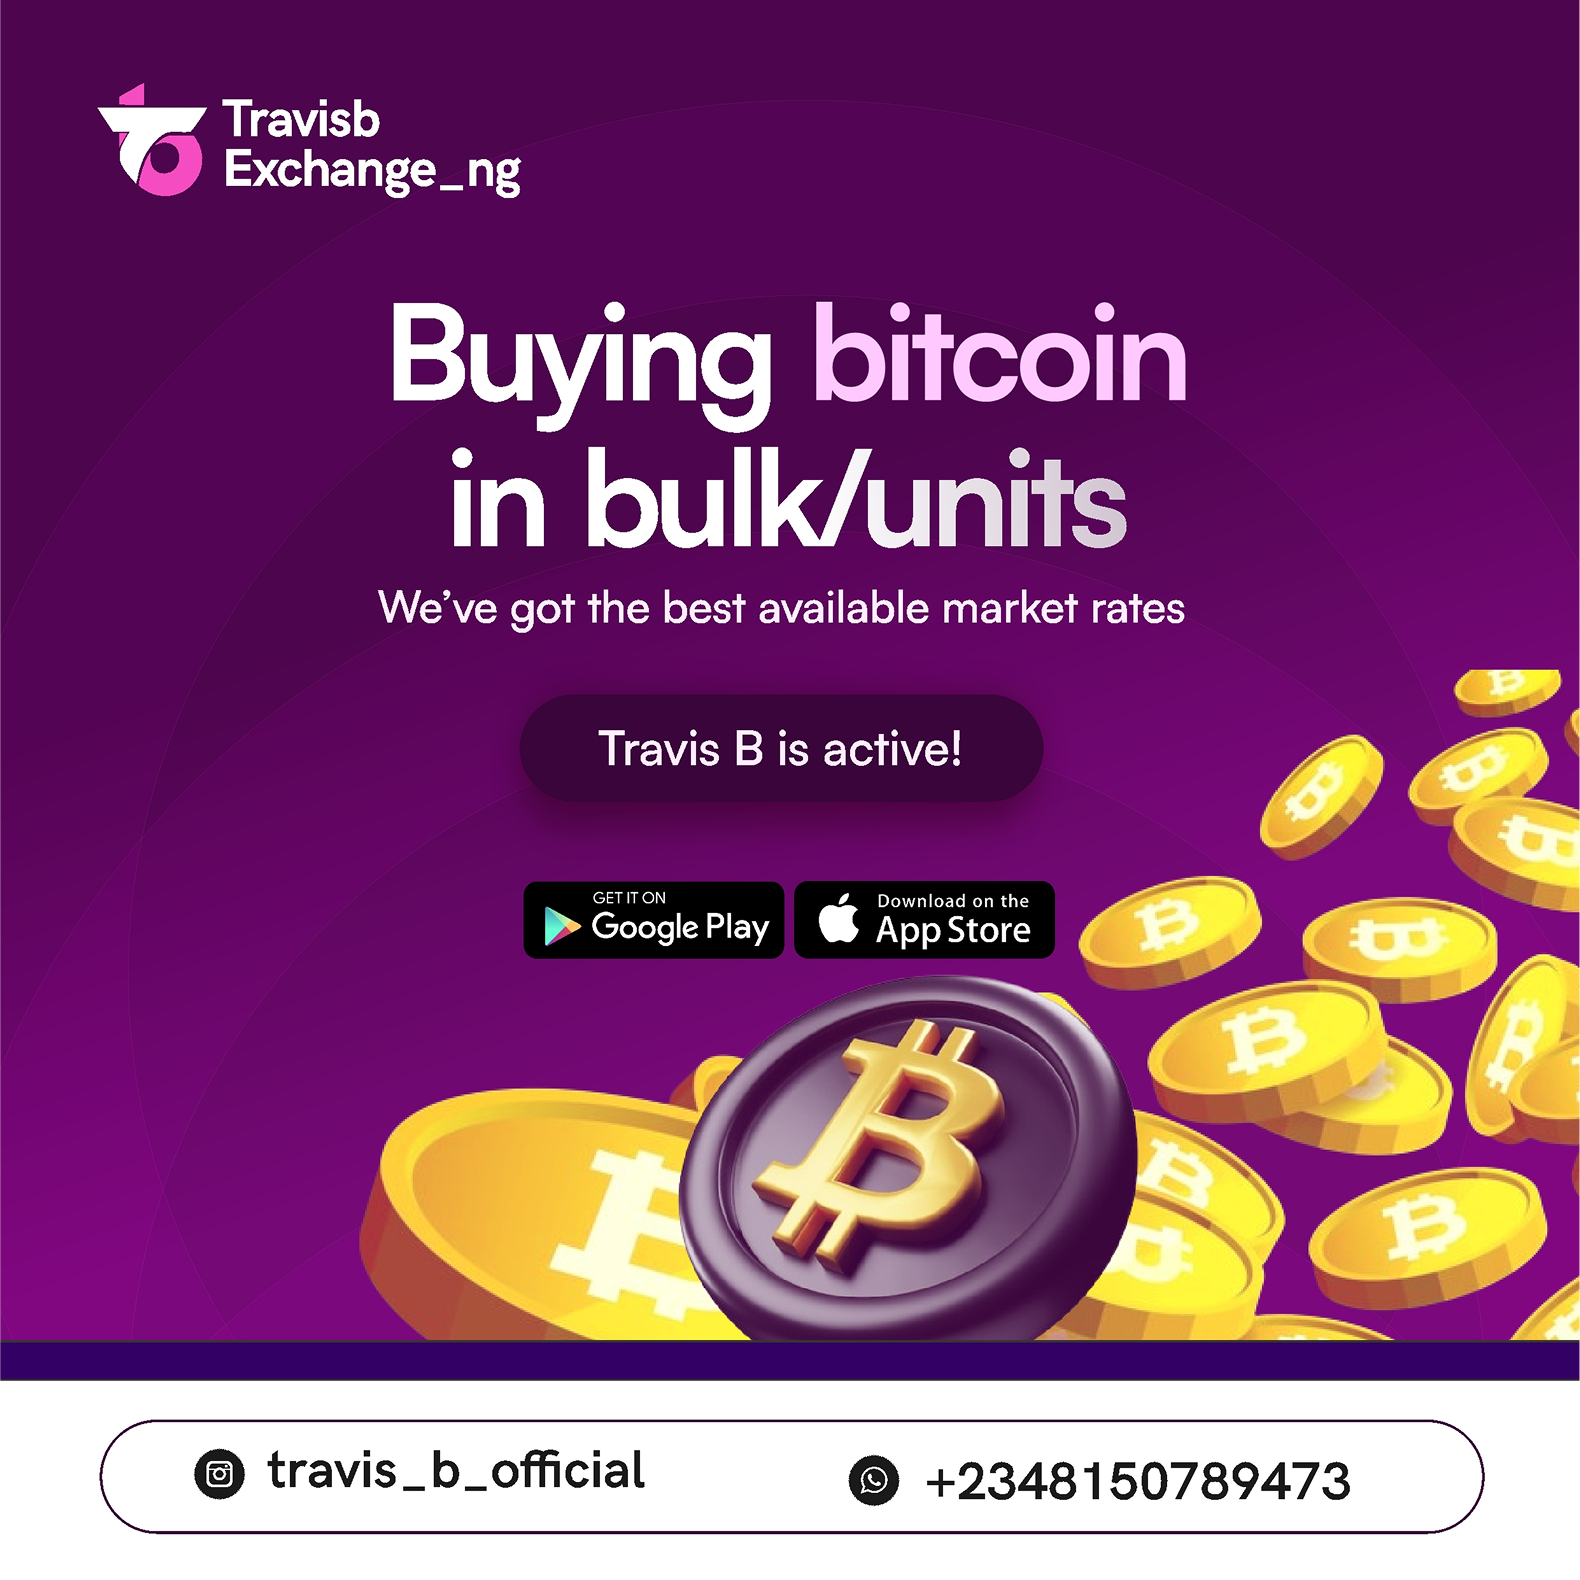 Travisb
Exchange_ng
Buying bitcoin
in bulk/units
We’ve got the best available market rates
Travis B is active!
GET IT ON
Google Play
Download on the
App Store
travis_b_official
+2348150789473